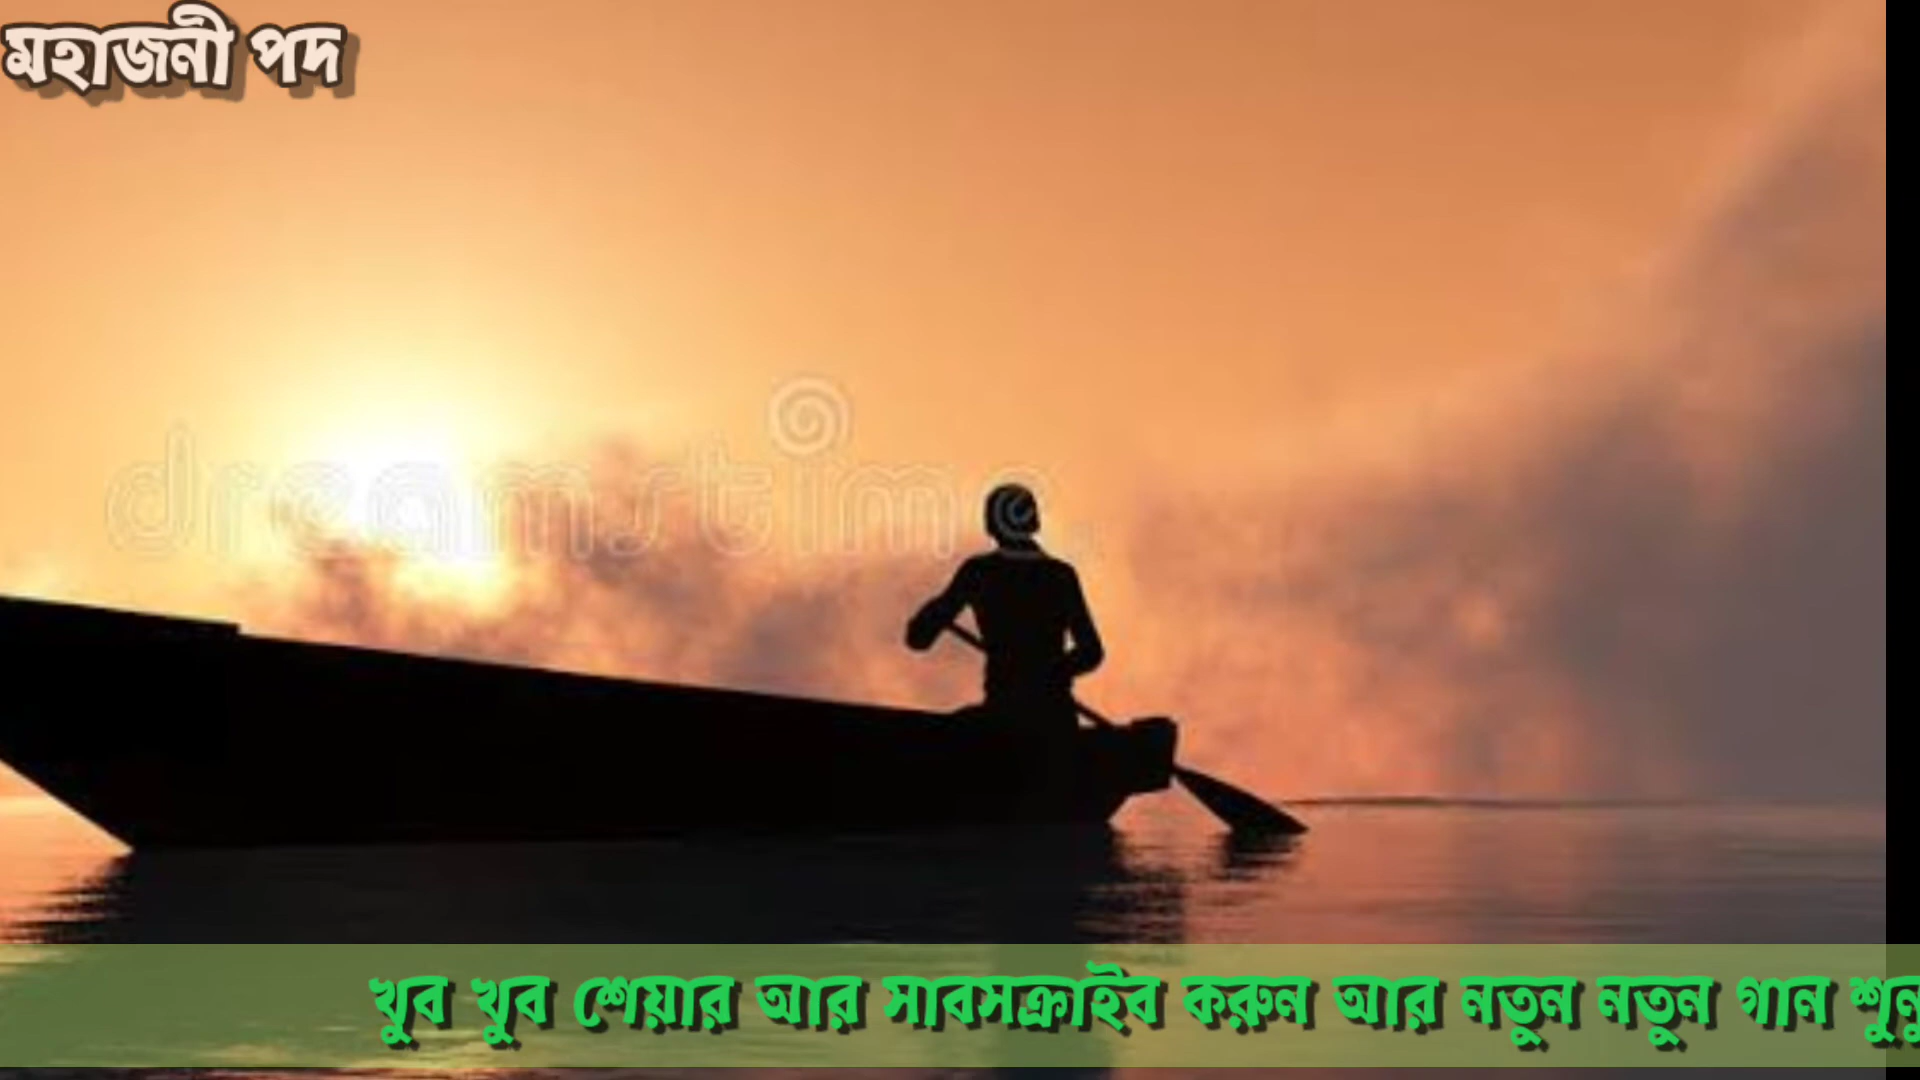 মহাজনী পদ
dreamstime
খুব খুব শেয়ার আর সাবসক্রাইব করুন আর নতুন নতুন গান